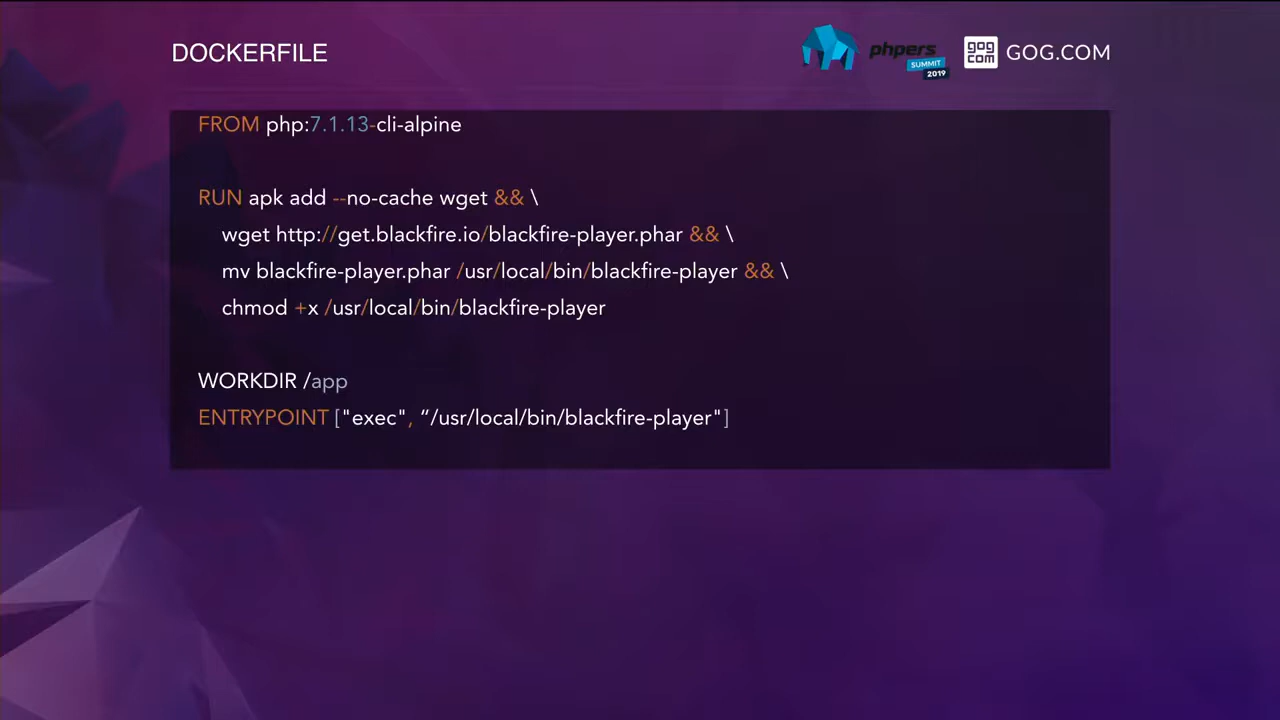 DOCKERFILE
phpers
SUMMIT
2019
gog
com
GOG.COM
FROM php:7.1.13-cli-alpine
RUN apk add --no-cache wget && \
wget http://get.blackfire.io/blackfire-player.phar && \
mv blackfire-player.phar /usr/local/bin/blackfire-player && \
chmod +x /usr/local/bin/blackfire-player
WORKDIR /app
ENTRYPOINT ["exec", “/usr/local/bin/blackfire-player"]